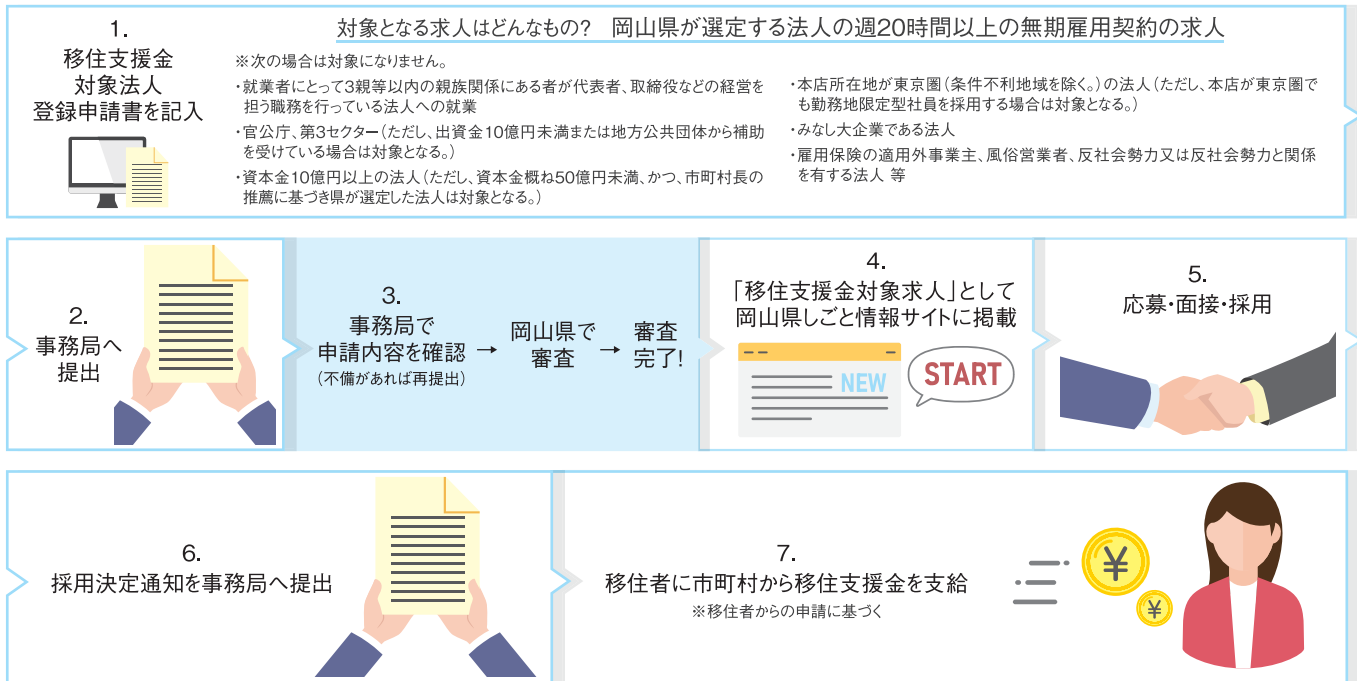 1.
移住支援金
対象法人
登録申請書を記入
対象となる求人はどんなもの? 岡山県が選定する法人の週20時間以上の無期雇用契約の求人
※次の場合は対象になりません。
・就業者にとって3親等以内の親族関係にある者が代表者、取締役などの経営を
担う職務を行っている法人への就業
・官公庁、第3セクター(ただし、出資金10億円未満または地方公共団体から補助
を受けている場合は対象となる。)
・資本金10億円以上の法人(ただし、資本金概ね50億円未満、かつ、市町村長の
推薦に基づき県が選定した法人は対象となる。)
・本店所在地が東京圏(条件不利地域を除く。)の法人(ただし、本店が東京圏で
も勤務地限定型社員を採用する場合は対象となる。)
・みなし大企業である法人
・雇用保険の適用外事業主、風俗営業者、反社会勢力又は反社会勢力と関係
を有する法人 等
2.
事務局へ
提出
3.
事務局で
申請内容を確認
(不備があれば再提出)
→
岡山県で
審査
→
審査
完了!
4.
「移住支援金対象求人」として
岡山県しごと情報サイトに掲載
NEW
START
5.
応募・面接・採用
6.
採用決定通知を事務局へ提出
7.
移住者に市町村から移住支援金を支給
※移住者からの申請に基づく
¥
¥